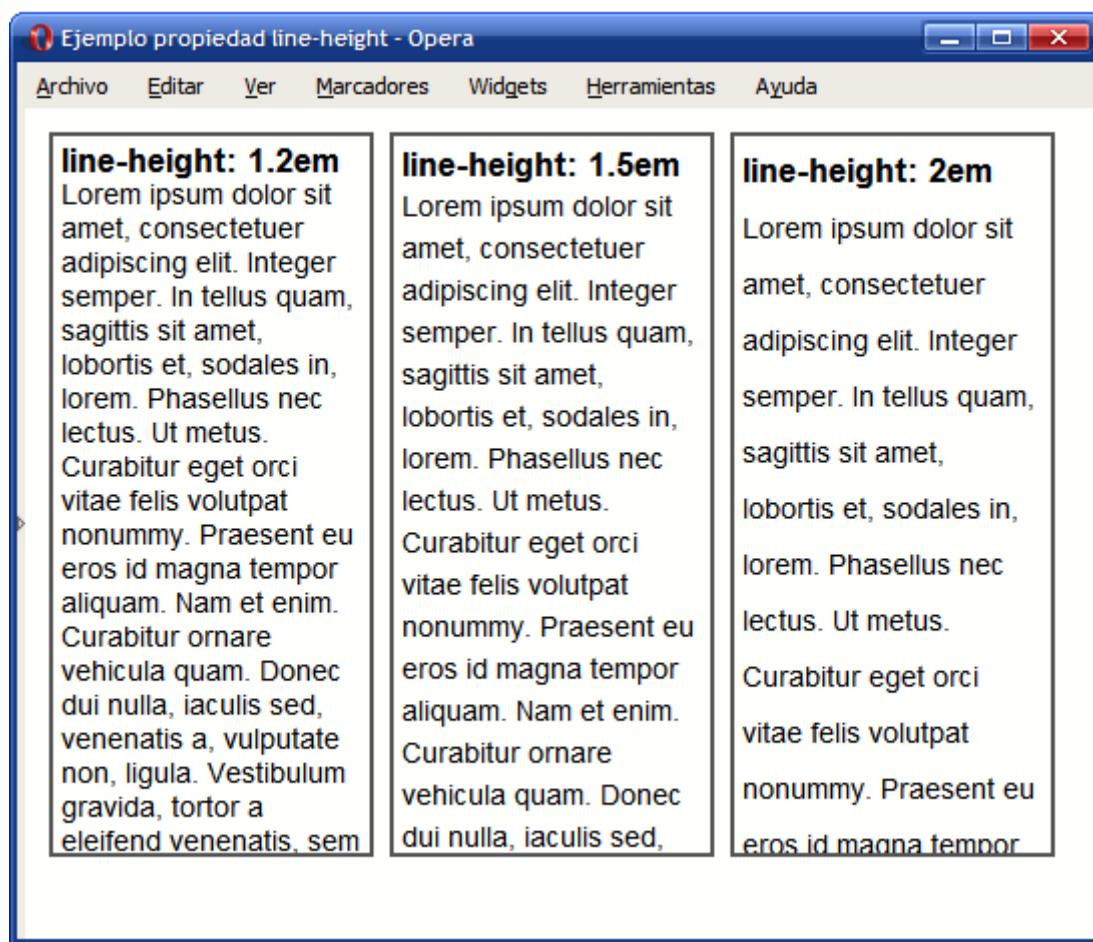 Ejemplo propiedad line-height - Opera
Archivo Editar Ver Marcadores Widgets Herramientas Ayuda
line-height: 1.2em
Lorem ipsum dolor sit
amet, consectetuer
adipiscing elit. Integer
semper. In tellus quam,
sagittis sit amet,
lobortis et, sodales in,
lorem. Phasellus nec
lectus. Ut metus.
Curabitur eget orci
vitae felis volutpat
nonummy. Praesent eu
eros id magna tempor
aliquam. Nam et enim.
Curabitur ornare
vehicula quam. Donec
dui nulla, iaculis sed,
venenatis a, vulputate
non, ligula. Vestibulum
gravida, tortor a
eleifend venenatis, sem
line-height: 1.5em
Lorem ipsum dolor sit
amet, consectetuer
adipiscing elit. Integer
semper. In tellus quam,
sagittis sit amet,
lobortis et, sodales in,
lorem. Phasellus nec
lectus. Ut metus.
Curabitur eget orci
vitae felis volutpat
nonummy. Praesent eu
eros id magna tempor
aliquam. Nam et enim.
Curabitur ornare
vehicula quam. Donec
dui nulla, iaculis sed,
line-height: 2em
Lorem ipsum dolor sit
amet, consectetuer
adipiscing elit. Integer
semper. In tellus quam,
sagittis sit amet,
lobortis et, sodales in,
lorem. Phasellus nec
lectus. Ut metus.
Curabitur eget orci
vitae felis volutpat
nonummy. Praesent eu
eros id magna tempor